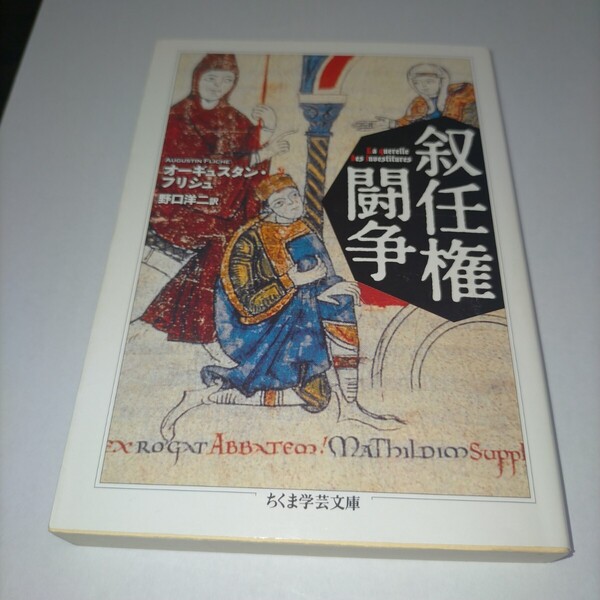 叙任権
闘争
La querelle
des investitures
AUGUSTIN FLICHE
オーギュスタン・
フリシュ
野口洋二 訳
EX ROGAT ABBATEM! MATHILDIM SUPPL
ちくま学芸文庫